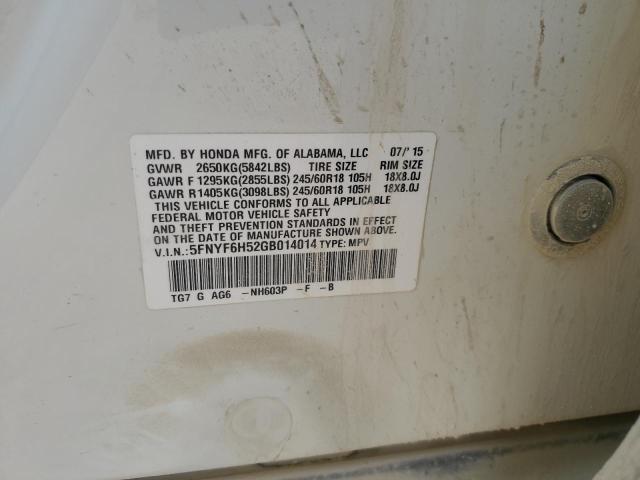 MFD. BY HONDA MFG. OF ALABAMA, LLC 07/'15
GVWR 2650KG(5842LBS) TIRE SIZE RIM SIZE
GAWR F 1295KG(2855LBS) 245/60R18 105H 18X8.0J
GAWR R 1405KG(3098LBS) 245/60R18 105H 18X8.0J
THIS VEHICLE CONFORMS TO ALL APPLICABLE
FEDERAL MOTOR VEHICLE SAFETY
AND THEFT PREVENTION STANDARDS IN EFFECT
ON THE DATE OF MANUFACTURE SHOWN ABOVE.
V.I.N.:5FNYF6H52GB014014 TYPE: MPV
TG7 G AG6 -NH603P -F -B